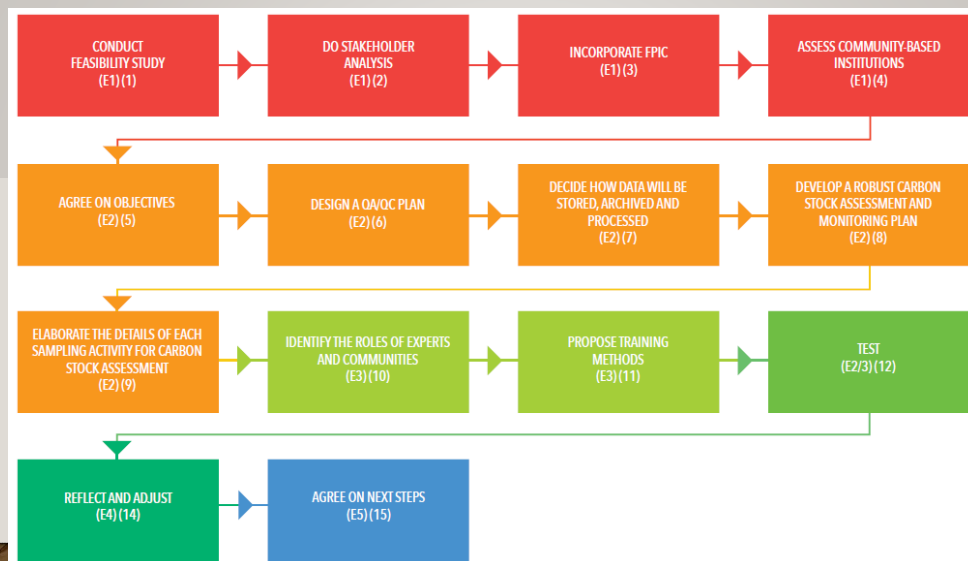 CONDUCT
FEASIBILITY STUDY
(E1) (1)
DO STAKEHOLDER
ANALYSIS
(E1) (2)
INCORPORATE FPIC
(E1) (3)
ASSESS COMMUNITY-BASED
INSTITUTIONS
(E1) (4)
AGREE ON OBJECTIVES
(E2) (5)
DESIGN A QA/QC PLAN
(E2) (6)
DECIDE HOW DATA WILL BE
STORED, ARCHIVED AND
PROCESSED
(E2) (7)
DEVELOP A ROBUST CARBON
STOCK ASSESSMENT AND
MONITORING PLAN
(E2) (8)
ELABORATE THE DETAILS OF EACH
SAMPLING ACTIVITY FOR CARBON
STOCK ASSESSMENT
(E2) (9)
IDENTIFY THE ROLES OF EXPERTS
AND COMMUNITIES
(E3) (10)
PROPOSE TRAINING
METHODS
(E3) (11)
TEST
(E2/3) (12)
REFLECT AND ADJUST
(E4) (14)
AGREE ON NEXT STEPS
(E5) (15)